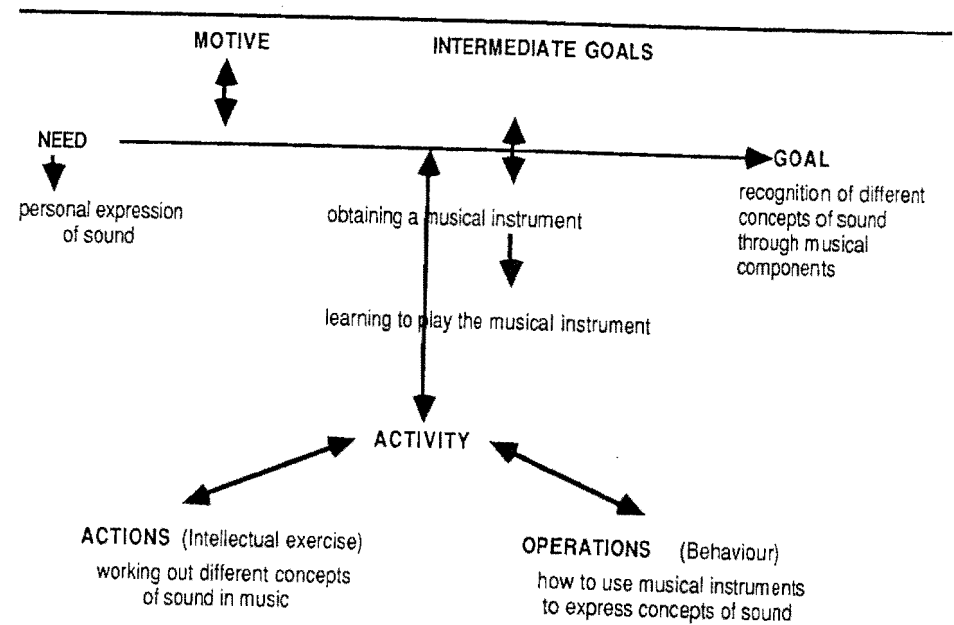 MOTIVE
INTERMEDIATE GOALS
NEED
GOAL
personal expression
of sound
obtaining a musical instrument
recognition of different
concepts of sound
through musical
components
learning to play the musical instrument
ACTIVITY
ACTIONS (Intellectual exercise)
working out different concepts
of sound in music
OPERATIONS (Behaviour)
how to use musical instruments
to express concepts of sound